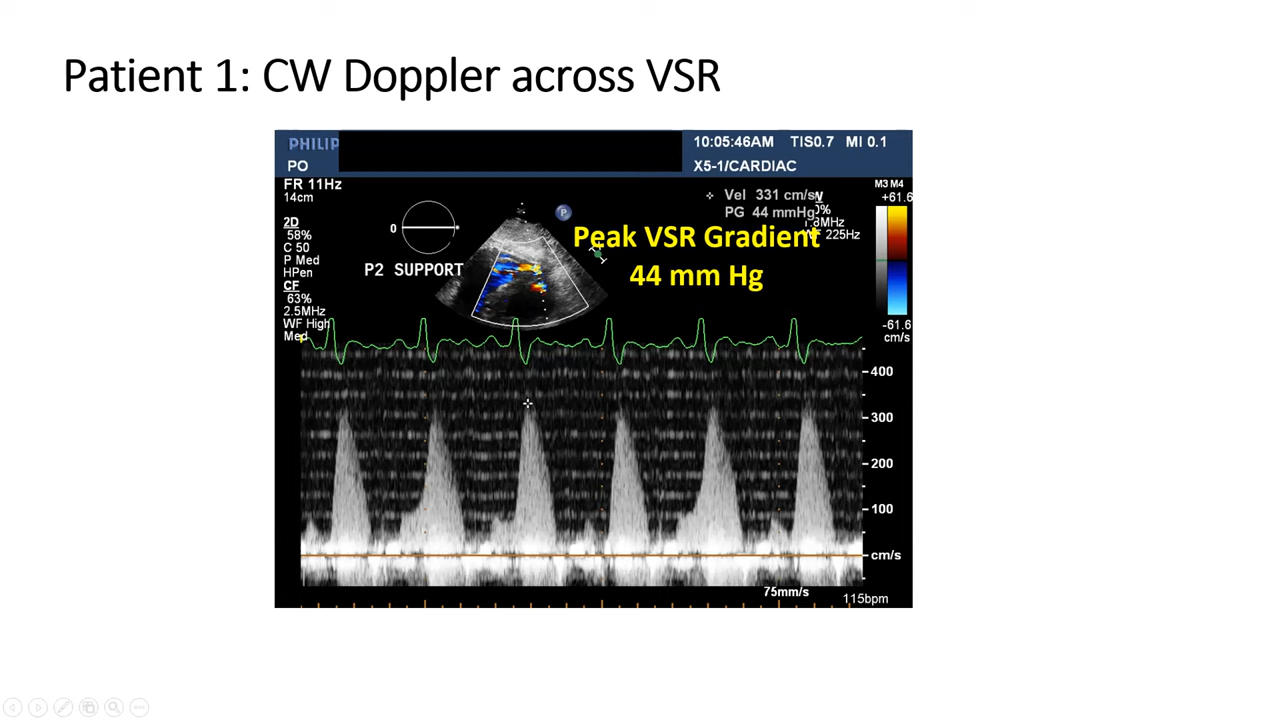 Patient 1: CW Doppler across VSR
PHILIP
10:05:46AM TIS0.7 MI 0.1
PO
X5-1/CARDIAC
FR 11Hz
14cm
M3 M4
+61.6
Vel 331 cm/s
PG 44 mmHg
0%
225Hz
2D
58%
C 50
P Med
HPen
CF
63%
2.5MHz
WF High
Med
0
P
P2 SUPPORT
Peak VSR Gradient
44 mm Hg
-61.6
cm/s
400
300
200
100
cm/s
75mm/s
115bpm